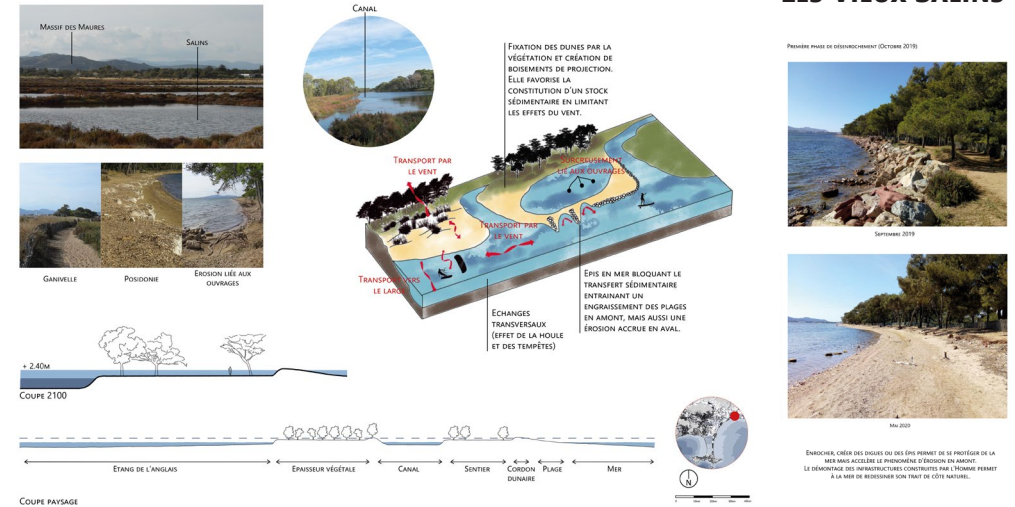 LES VIEUX SALINS
MASSIF DES MAURES
SALINS
CANAL
FIXATION DES DUNES PAR LA
VÉGÉTATION ET CRÉATION DE
BOISEMENTS DE PROJECTION.
ELLE FAVORISE LA
CONSTITUTION D'UN STOCK
SÉDIMENTAIRE EN LIMITANT
LES EFFETS DU VENT.
PREMIÈRE PHASE DE DÉSENROCHEMENT (OCTOBRE 2019)
TRANSPORT PAR
LE VENT
SURCREUSEMENT
LIE AUX OUVRAGES
TRANSPORT PAR
LE VENT
TRANSPORT VERS
LE LARGE
SEPTEMBRE 2019
GANIVELLE
POSIDONIE
EROSION LIÉE AUX
OUVRAGES
EPIS EN MER BLOQUANT LE
TRANSFERT SÉDIMENTAIRE
ENTRAINANT UN
ENGRAISSEMENT DES PLAGES
EN AMONT, MAIS AUSSI UNE
ÉROSION ACCRUE EN AVAL.
ECHANGES
TRANSVERSAUX
(EFFET DE LA HOULE
ET DES TEMPÊTES)
+ 2.40M
COUPE 2100
MAI 2020
ETANG DE L'ANGLAIS
EPAISSEUR VÉGÉTALE
CANAL
SENTIER
CORDON
DUNAIRE
PLAGE
MER
N
ENROCHER, CRÉER DES DIGUES OU DES ÉPIS PERMET DE SE PROTÉGER DE LA
MER MAIS ACCELÈRE LE PHENOMÈNE D'ÉROSION EN AMONT.
LE DÉMONTAGE DES INFRASTRUCTURES CONSTRUITES PAR L'HOMME PERMET
À LA MER DE REDESSINER SON TRAIT DE CÔTE NATUREL.
COUPE PAYSAGE